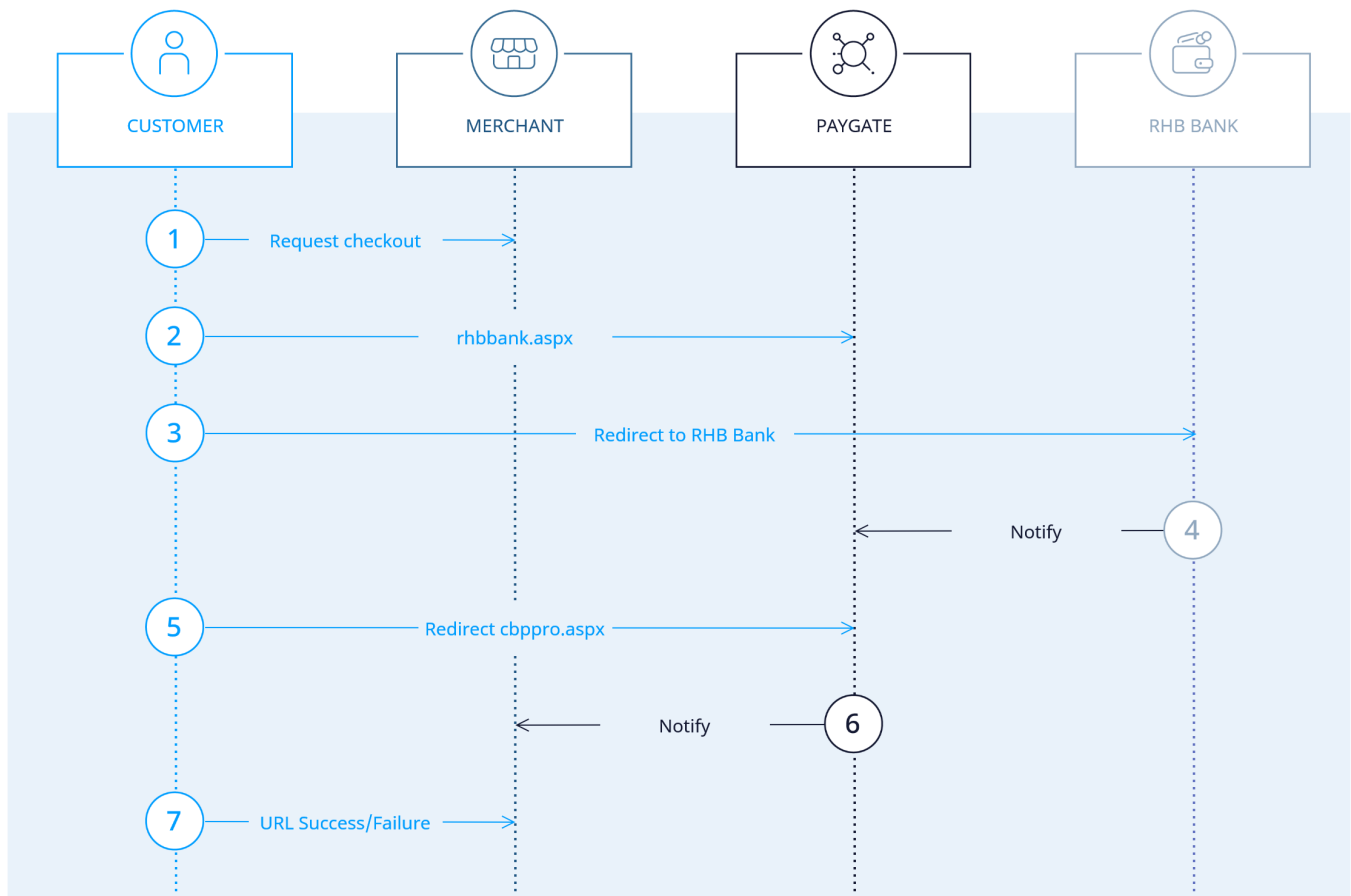 CUSTOMER
MERCHANT
PAYGATE
RHB BANK
1
Request checkout
2
rhbbank.aspx
3
Redirect to RHB Bank
Notify
4
5
Redirect cbppro.aspx
Notify
6
7
URL Success/Failure